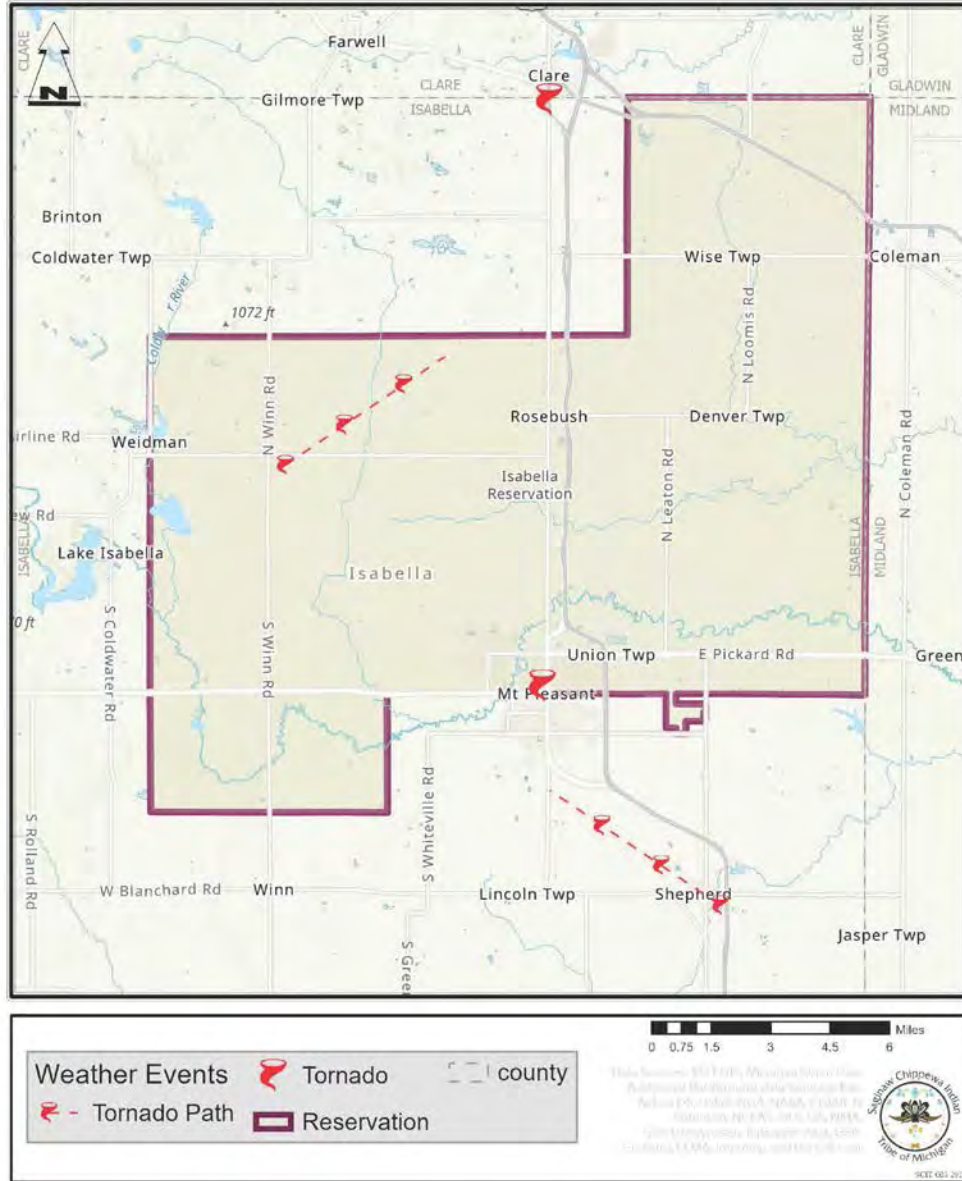 CLARE
CLARE
GLADWIN
N
Farwell
Clare
CLARE
ISABELLA
Gilmore Twp
GLADWIN
MIDLAND
Brinton
Coldwater Twp
Wise Twp
Coleman
1072 ft
r River
N Loomis Rd
N Winn Rd
Rosebush
Denver Twp
Weidman
N Leaton Rd
N Coleman Rd
Isabella
Reservation
ISABELLA
ISABELLA
MIDLAND
Lake Isabella
Isabella
S Coldwater Rd
S Winn Rd
Union Twp
E Pickard Rd
Green
Mt Pleasant
S Whiteville Rd
S Rolland Rd
W Blanchard Rd
Winn
Lincoln Twp
Shepherd
Jasper Twp
S Green
Miles
0 0.75 1.5 3 4.5 6
Weather Events
Tornado
county
Tornado Path
Reservation
Saginaw Chippewa Indian
Tribe of Michigan